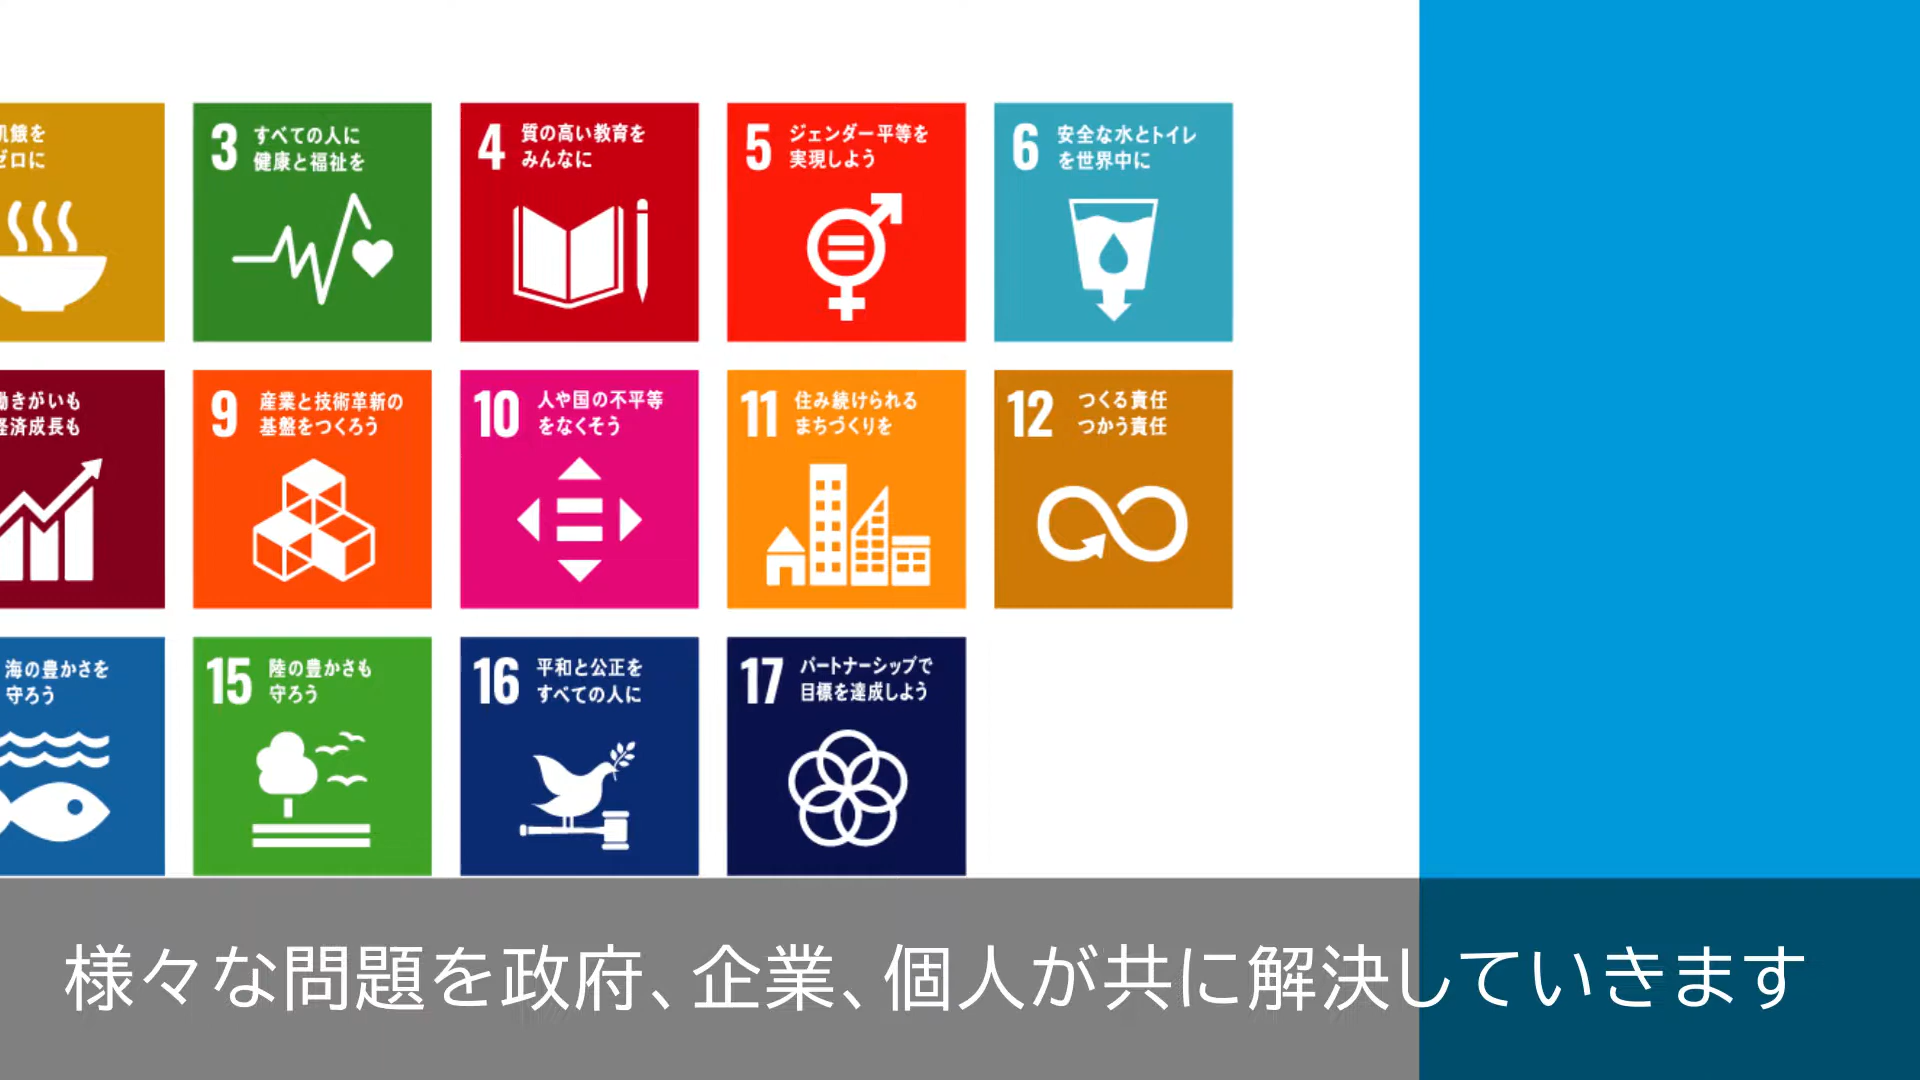 飢餓を
ゼロに
3 すべての人に
健康と福祉を
4 質の高い教育を
みんなに
5 ジェンダー平等を
実現しよう
6 安全な水とトイレ
を世界中に
働きがいも
経済成長も
9 産業と技術革新の
基盤をつくろう
10 人や国の不平等
をなくそう
11 住み続けられる
まちづくりを
12 つくる責任
つかう責任
海の豊かさを
守ろう
15 陸の豊かさも
守ろう
16 平和と公正を
すべての人に
17 パートナーシップで
目標を達成しよう
様々な問題を政府、企業、個人が共に解決していきます